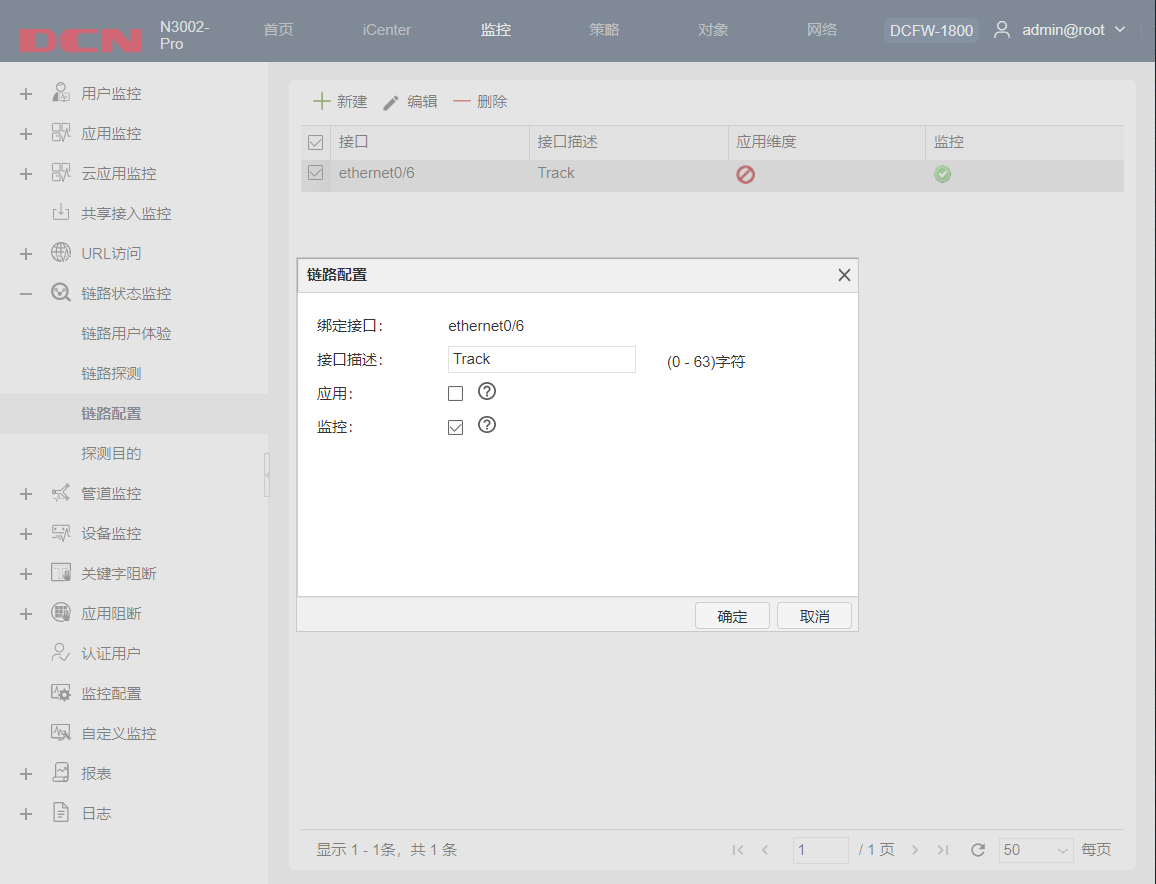 DCN
N3002-
Pro
首页
iCenter
监控
策略
对象
网络
DCFW-1800
admin@root
用户监控
应用监控
云应用监控
共享接入监控
URL访问
链路状态监控
链路用户体验
链路探测
链路配置
探测目的
管道监控
设备监控
关键字阻断
应用阻断
认证用户
监控配置
自定义监控
报表
日志
新建 编辑 删除
接口 接口描述 应用维度 监控
ethernet0/6 Track
链路配置
绑定接口： ethernet0/6
接口描述： Track (0 - 63)字符
应用：
监控：
确定 取消
显示 1 - 1条，共 1 条
1 / 1 页 50 每页